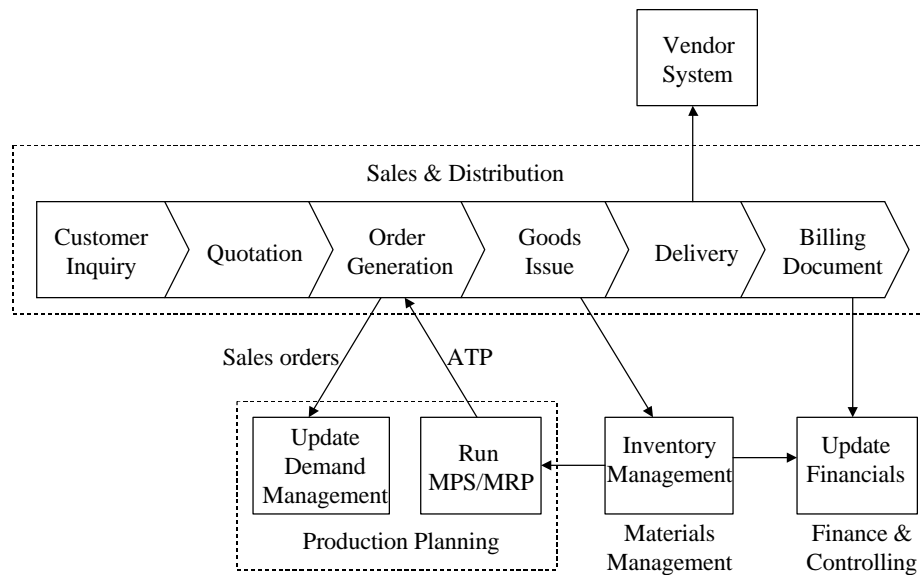 Vendor
System
Sales & Distribution
Customer
Inquiry
Quotation
Order
Generation
Goods
Issue
Delivery
Billing
Document
Sales orders
ATP
Update
Demand
Management
Run
MPS/MRP
Inventory
Management
Update
Financials
Production Planning
Materials
Management
Finance &
Controlling